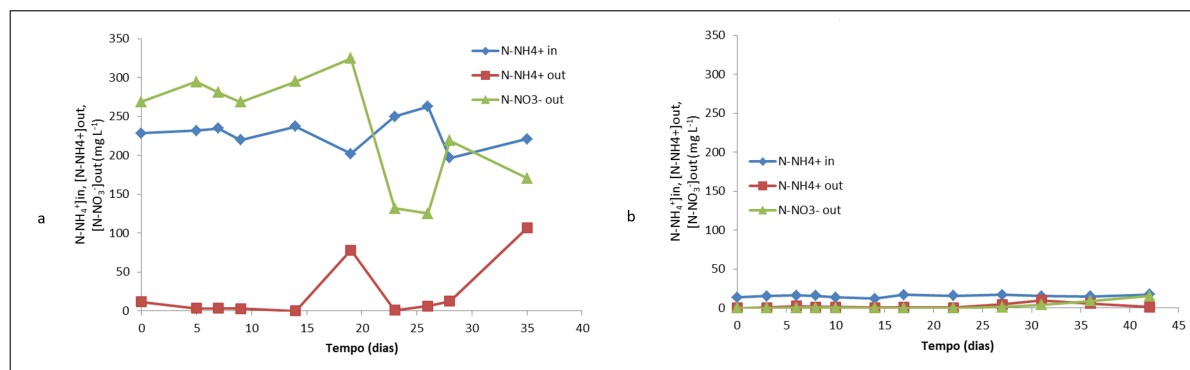 a
N-NH₄⁺]in, [N-NH4+]out,
[N-NO₃⁻]out (mg L⁻¹)
350
300
250
200
150
100
50
0
0 5 10 15 20 25 30 35 40
Tempo (dias)
N-NH4+ in
N-NH4+ out
N-NO3- out
b
N-NH₄⁺]in, [N-NH4+]out,
[N-NO₃⁻]out (mg L⁻¹)
350
300
250
200
150
100
50
0
0 5 10 15 20 25 30 35 40 45
Tempo (dias)
N-NH4+ in
N-NH4+ out
N-NO3- out